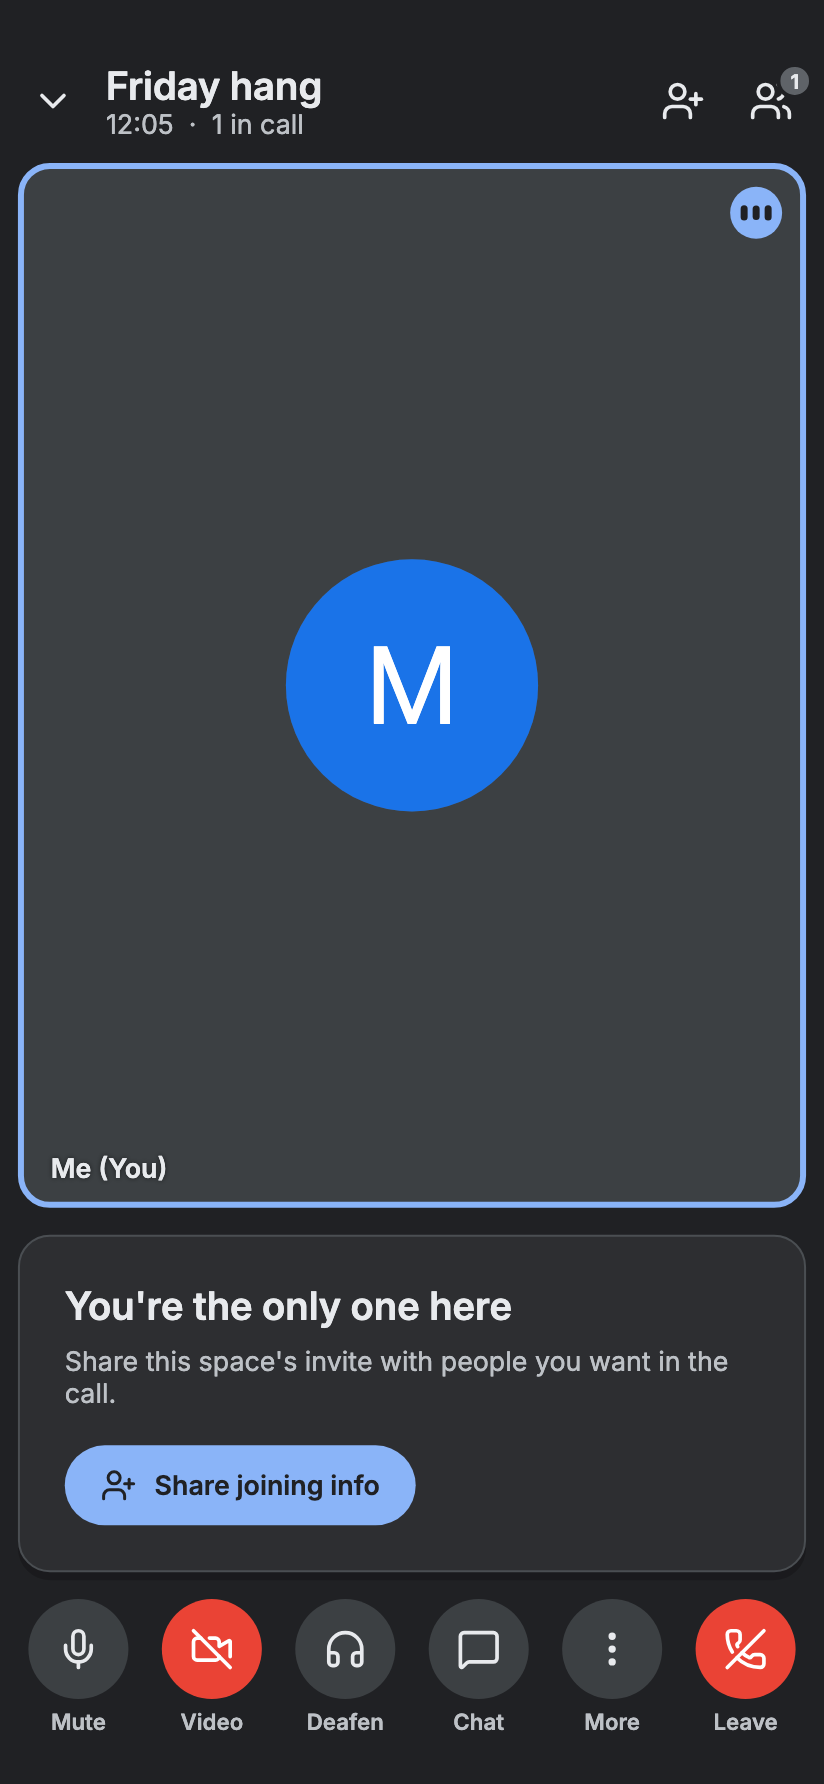 Friday hang
1
12:05 · 1 in call
M
Me (You)
You're the only one here
Share this space's invite with people you want in the
call.
Share joining info
Mute
Video
Deafen
Chat
More
Leave